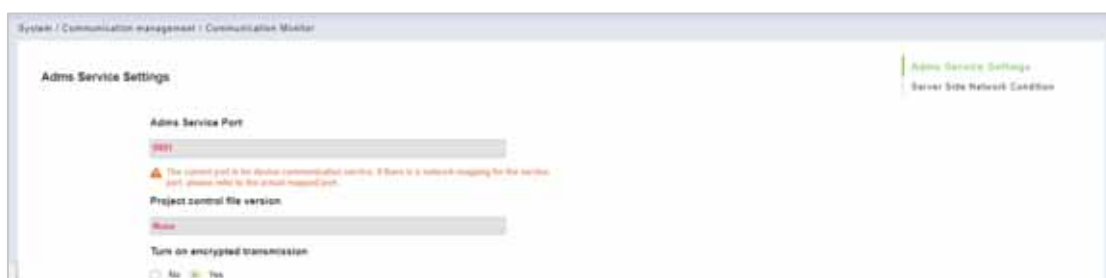 System / Communication management / Communication Monitor
Adms Service Settings
Adms Service Settings
Server Side Network Condition
Adms Service Port
The current port is for device communication service. If there is a network mapping for the service
port, please refer to the actual mapped port.
Project control file version
None
Turn on encrypted transmission
No Yes